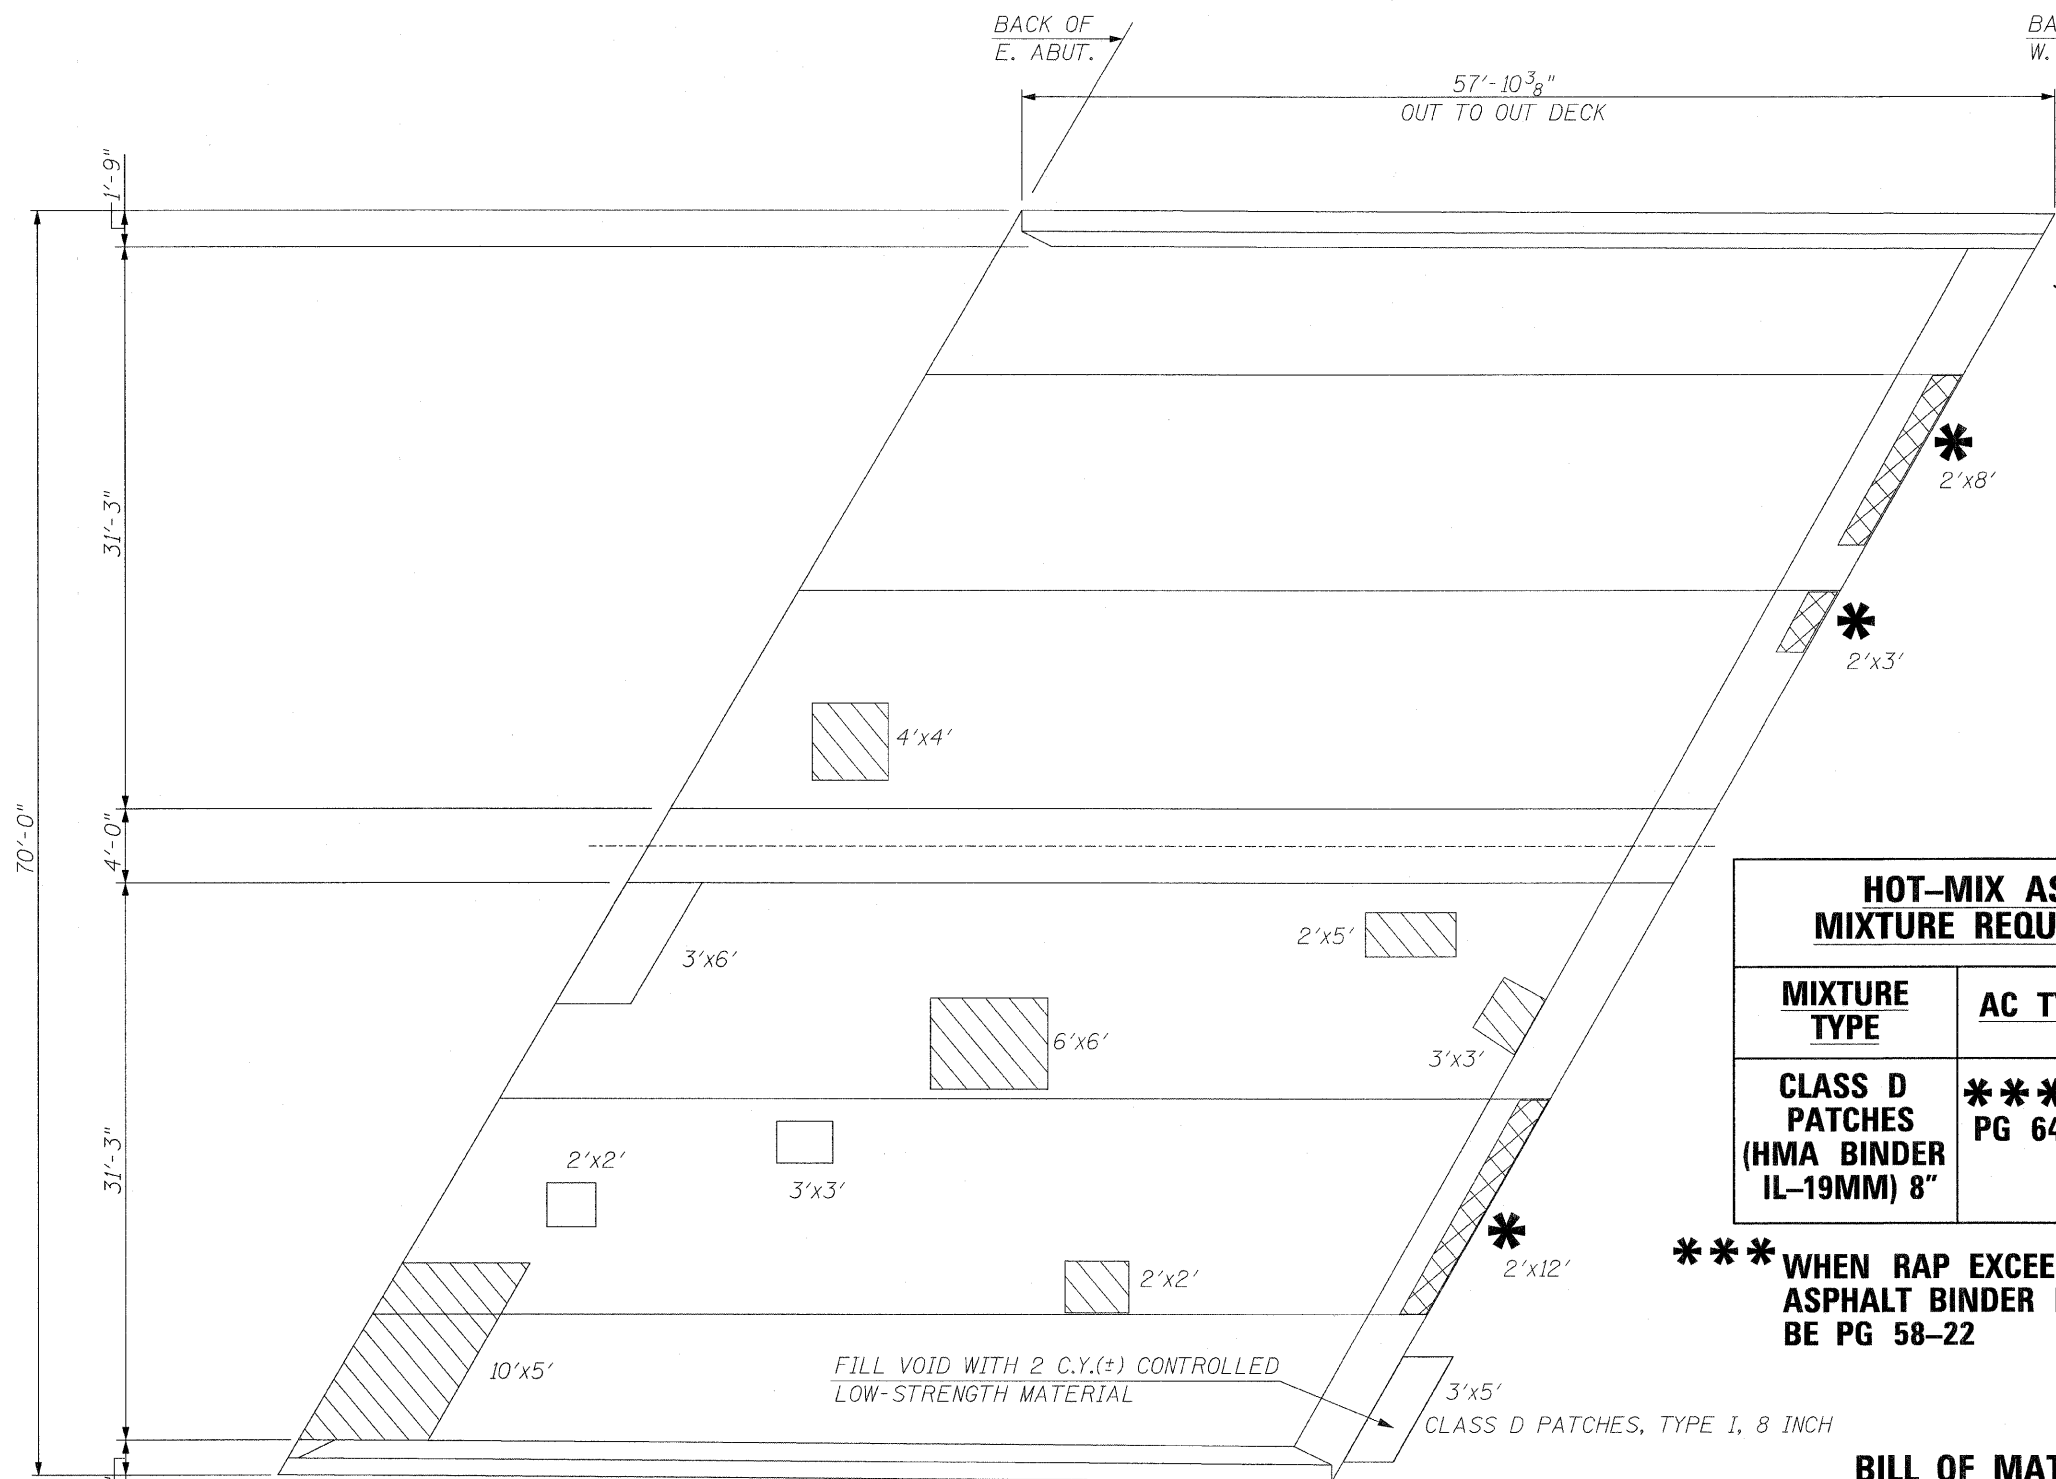 BACK OF
E. ABUT.
BA
W.
57'-10 3/8"
OUT TO OUT DECK
1'-9"
31'-3"
70'-0"
4'-0"
31'-3"
*
2'x8'
*
2'x3'
4'x4'
2'x5'
3'x6'
6'x6'
3'x3'
2'x2'
3'x3'
*
2'x12'
2'x2'
10'x5'
FILL VOID WITH 2 C.Y.(±) CONTROLLED
LOW-STRENGTH MATERIAL
3'x5'
CLASS D PATCHES, TYPE I, 8 INCH
HOT–MIX AS
MIXTURE REQU
MIXTURE
TYPE
AC T
CLASS D
PATCHES
(HMA BINDER
IL–19MM) 8"
***
PG 64
*** WHEN RAP EXCEE
ASPHALT BINDER
BE PG 58–22
BILL OF MAT